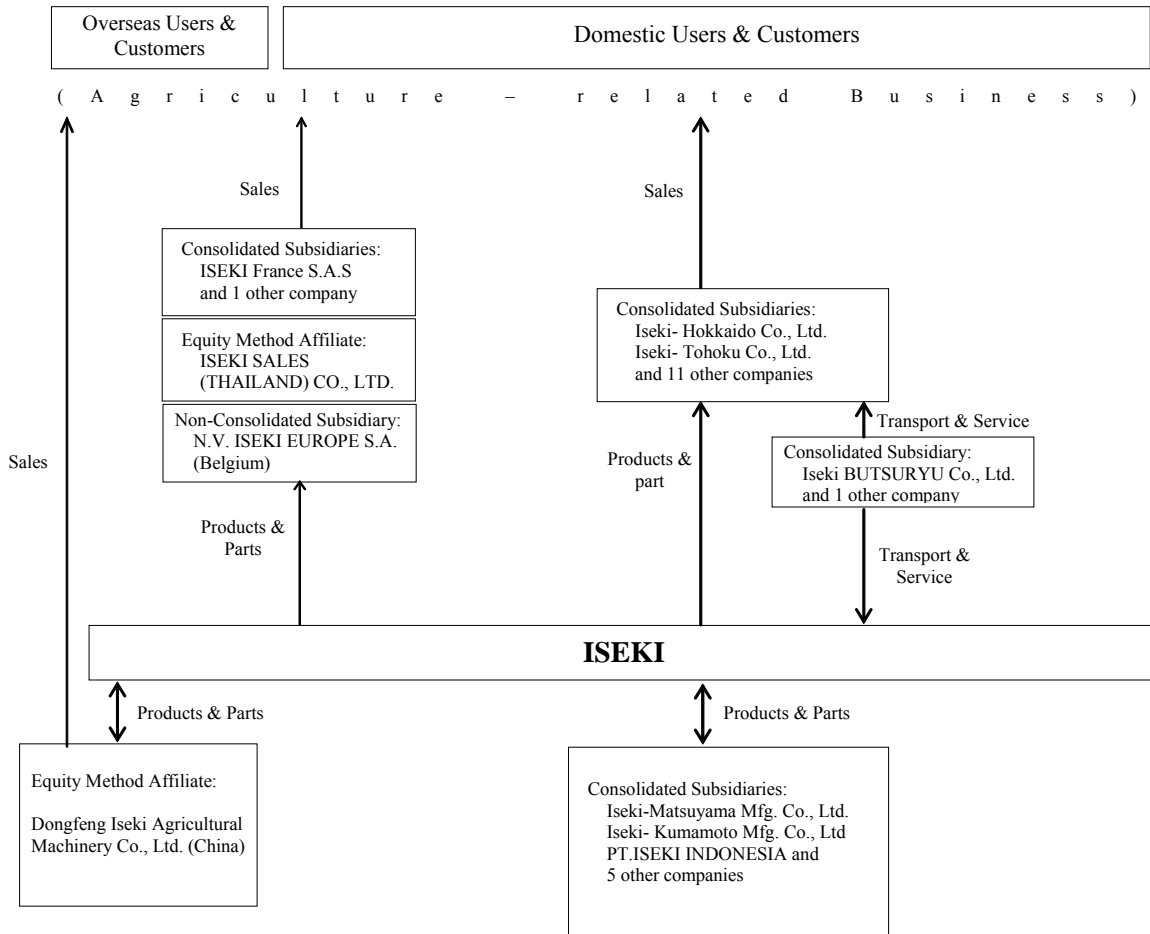 Overseas Users &
Customers
Domestic Users & Customers
( A g r i c u l t u r e – r e l a t e d B u s i n e s s )
Sales
Sales
Consolidated Subsidiaries:
ISEKI France S.A.S
and 1 other company
Equity Method Affiliate:
ISEKI SALES
(THAILAND) CO., LTD.
Non-Consolidated Subsidiary:
N.V. ISEKI EUROPE S.A.
(Belgium)
Consolidated Subsidiaries:
Iseki- Hokkaido Co., Ltd.
Iseki- Tohoku Co., Ltd.
and 11 other companies
Transport & Service
Consolidated Subsidiary:
Iseki BUTSURYU Co., Ltd.
and 1 other company
Sales
Products &
part
Products &
Parts
Transport &
Service
ISEKI
Products & Parts
Products & Parts
Equity Method Affiliate:
Dongfeng Iseki Agricultural
Machinery Co., Ltd. (China)
Consolidated Subsidiaries:
Iseki-Matsuyama Mfg. Co., Ltd.
Iseki- Kumamoto Mfg. Co., Ltd
PT.ISEKI INDONESIA and
5 other companies